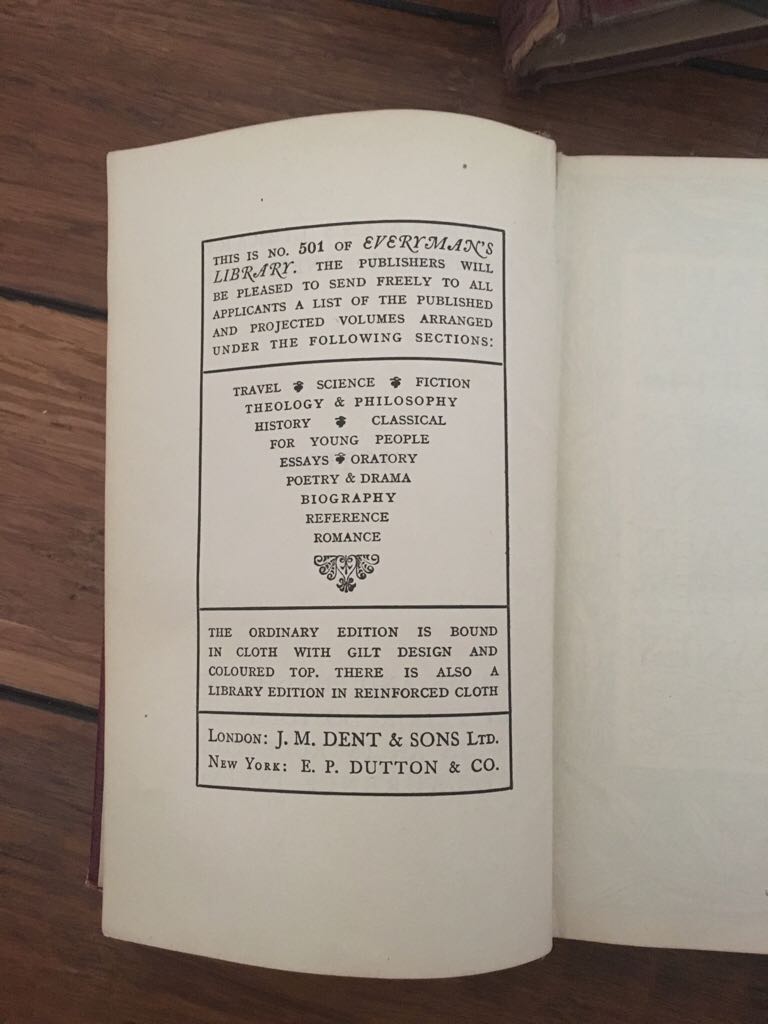 THIS IS NO. 501 OF EVERYMAN'S
LIBRARY. THE PUBLISHERS WILL
BE PLEASED TO SEND FREELY TO ALL
APPLICANTS A LIST OF THE PUBLISHED
AND PROJECTED VOLUMES ARRANGED
UNDER THE FOLLOWING SECTIONS:
TRAVEL ❦ SCIENCE ❦ FICTION
THEOLOGY & PHILOSOPHY
HISTORY ❦ CLASSICAL
FOR YOUNG PEOPLE
ESSAYS ❦ ORATORY
POETRY & DRAMA
BIOGRAPHY
REFERENCE
ROMANCE
THE ORDINARY EDITION IS BOUND
IN CLOTH WITH GILT DESIGN AND
COLOURED TOP. THERE IS ALSO A
LIBRARY EDITION IN REINFORCED CLOTH
LONDON: J. M. DENT & SONS LTD.
NEW YORK: E. P. DUTTON & CO.